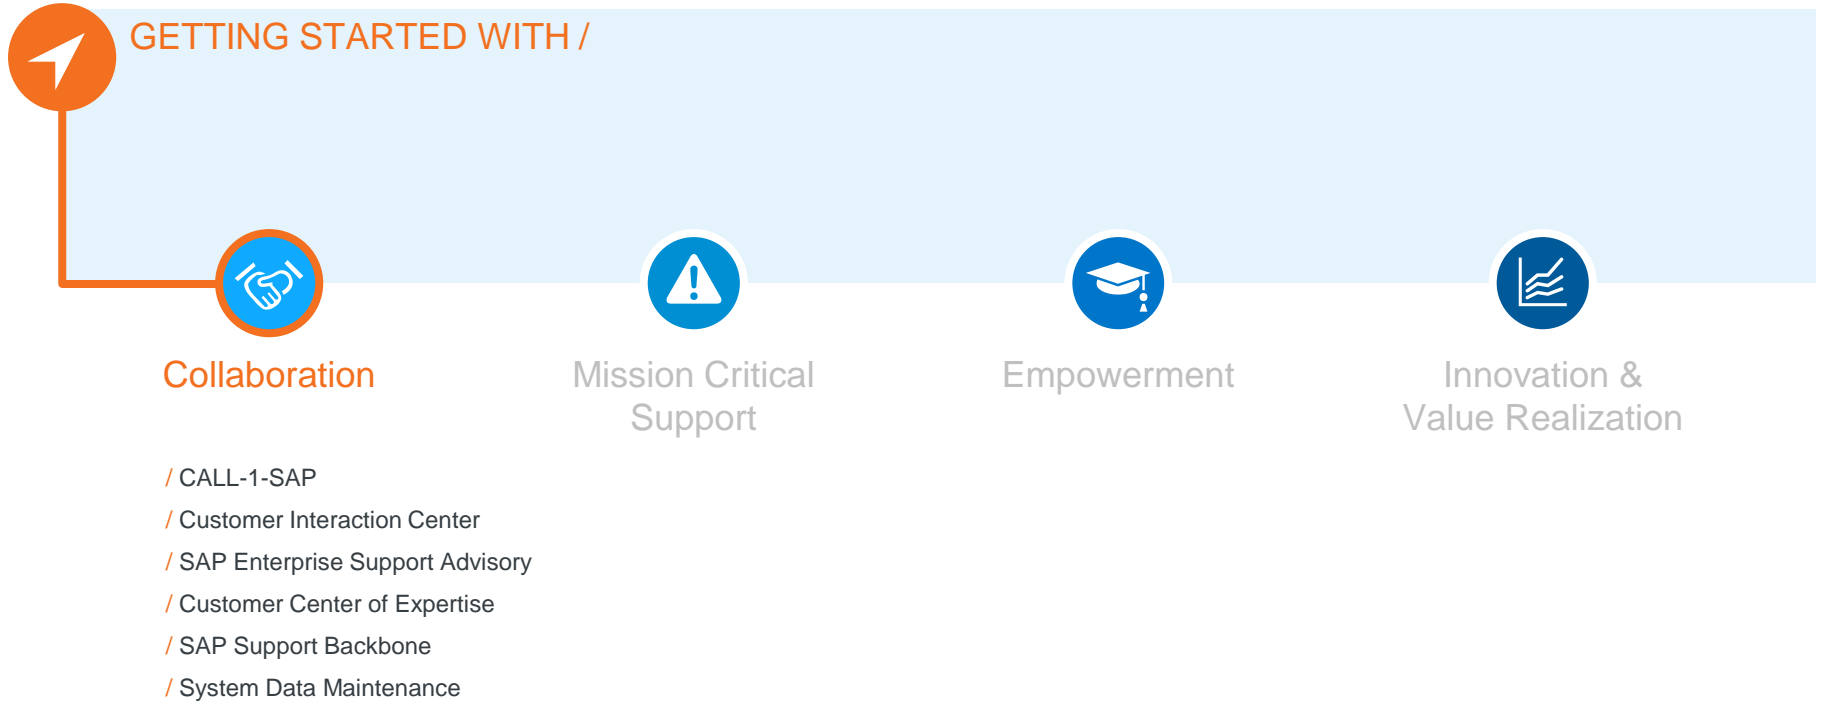 GETTING STARTED WITH /
Collaboration
Mission Critical
Support
Empowerment
Innovation &
Value Realization
/ CALL-1-SAP
/ Customer Interaction Center
/ SAP Enterprise Support Advisory
/ Customer Center of Expertise
/ SAP Support Backbone
/ System Data Maintenance